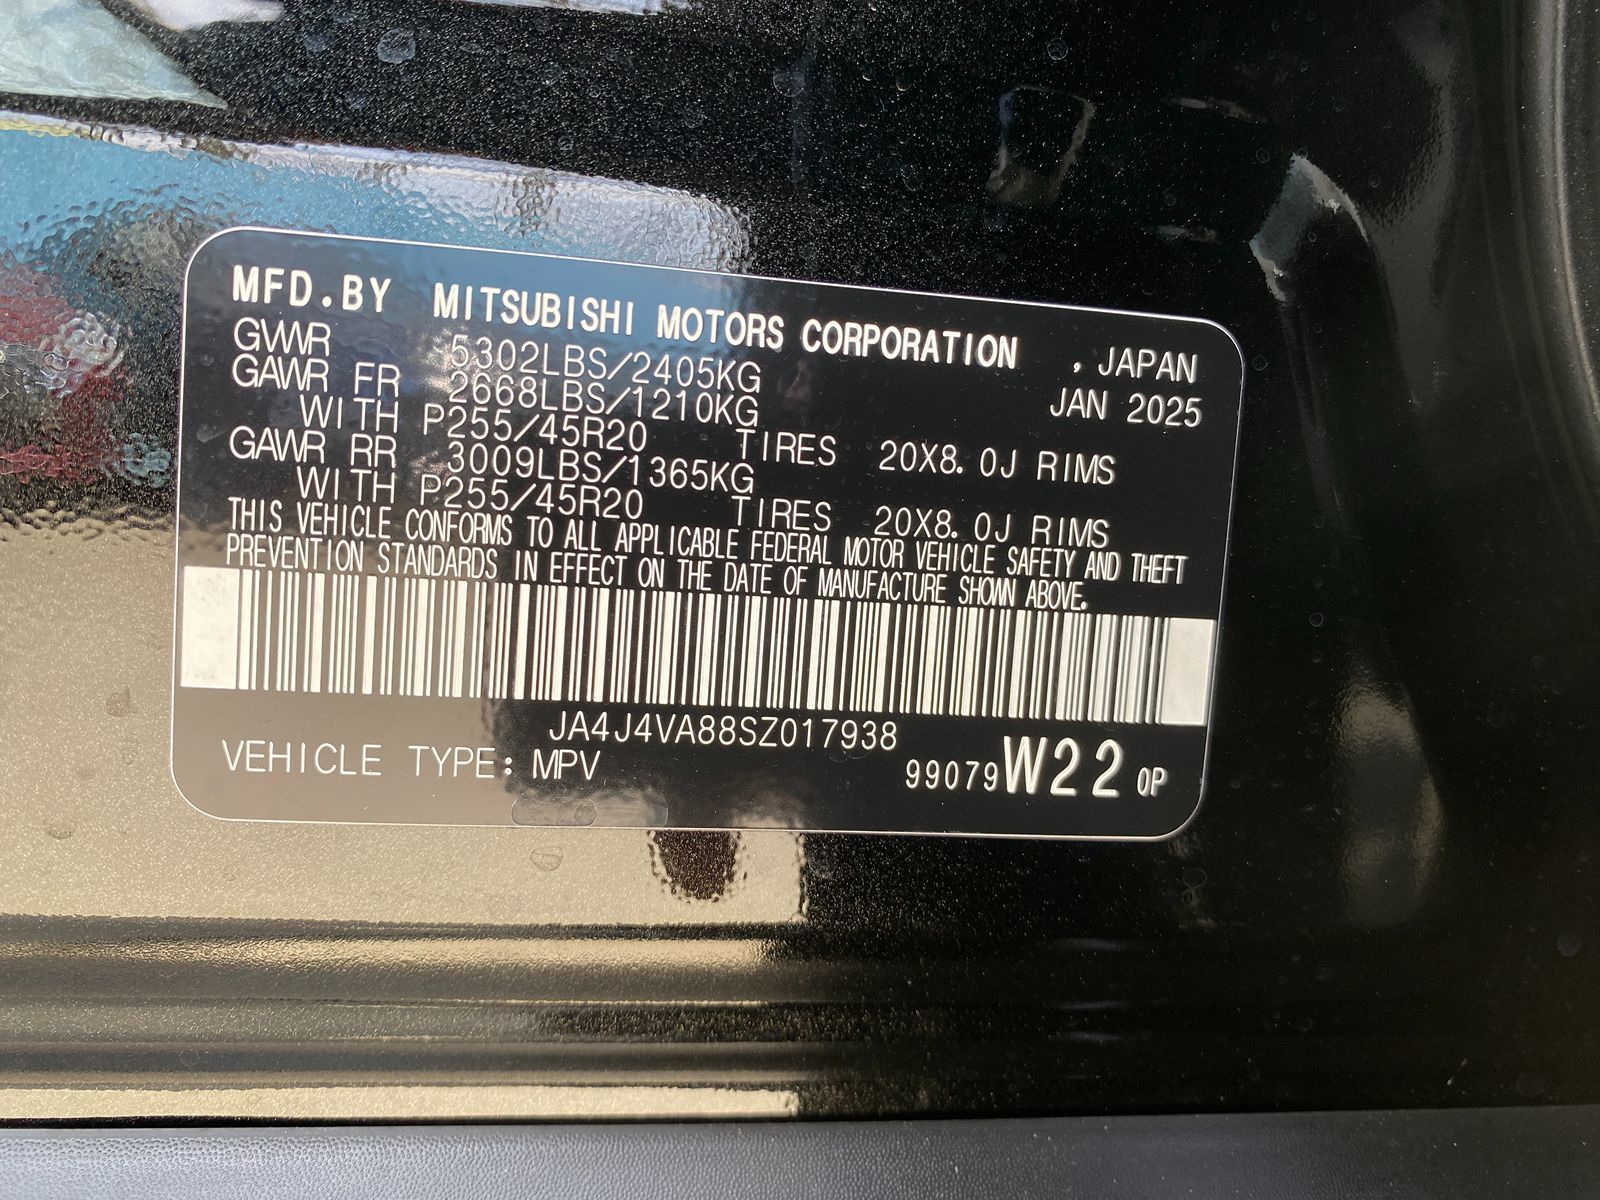 MFD.BY MITSUBISHI MOTORS CORPORATION , JAPAN
GVWR 5302LBS/2405KG JAN 2025
GAWR FR 2668LBS/1210KG
WITH P255/45R20 TIRES 20X8.0J RIMS
GAWR RR 3009LBS/1365KG
WITH P255/45R20 TIRES 20X8.0J RIMS
THIS VEHICLE CONFORMS TO ALL APPLICABLE FEDERAL MOTOR VEHICLE SAFETY AND THEFT
PREVENTION STANDARDS IN EFFECT ON THE DATE OF MANUFACTURE SHOWN ABOVE.
JA4J4VA88SZ017938
VEHICLE TYPE: MPV 99079W22 0P